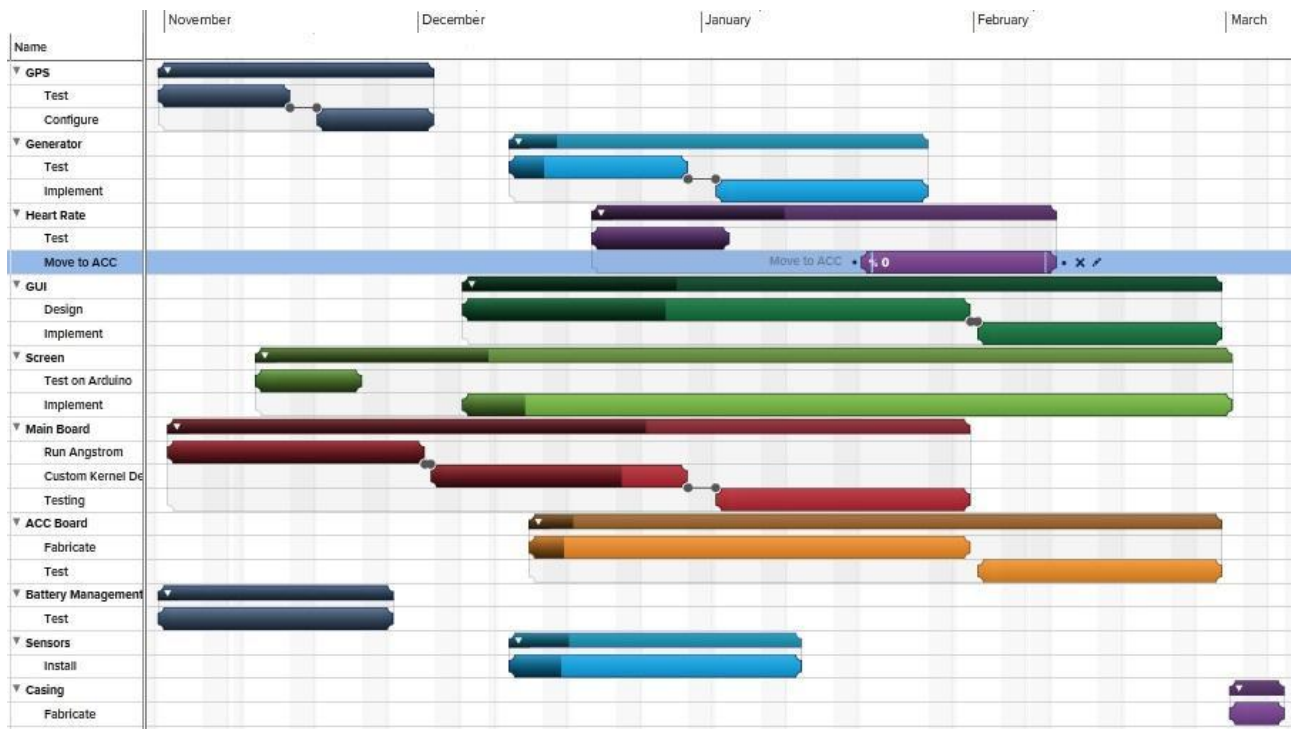 November December January February March
Name
GPS
Test
Configure
Generator
Test
Implement
Heart Rate
Test
Move to ACC Move to ACC % 0
GUI
Design
Implement
Screen
Test on Arduino
Implement
Main Board
Run Angstrom
Custom Kernel De
Testing
ACC Board
Fabricate
Test
Battery Management
Test
Sensors
Install
Casing
Fabricate